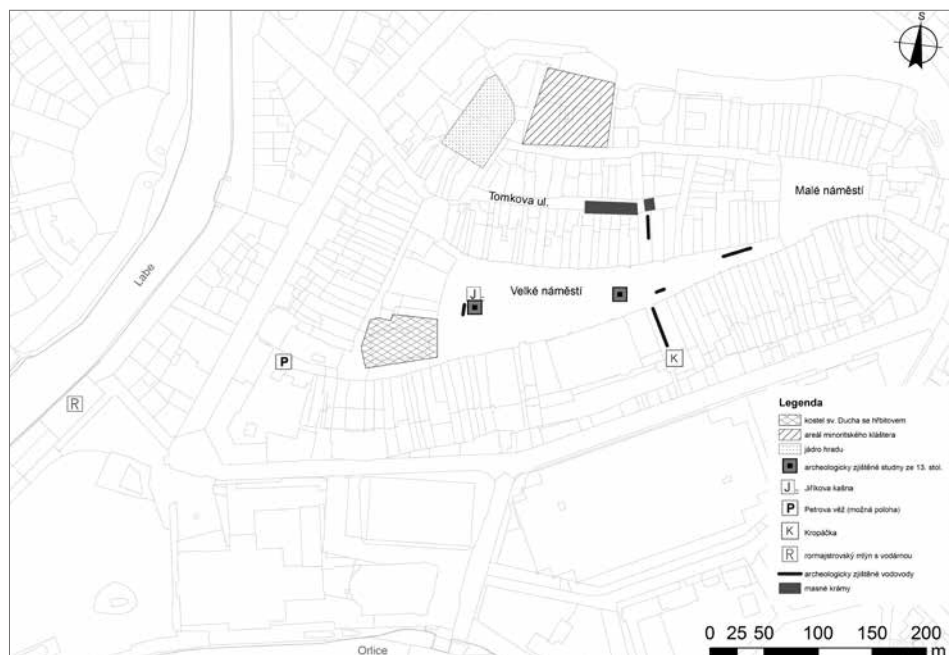 S
Tomkova ul.
Malé náměstí
Labe
J
Velké náměstí
P
K
R
Legenda
kostel sv. Ducha se hřbitovem
areál minoritského kláštera
jádro hradu
archeologicky zjištěné studny ze 13. stol.
J
Jiříkova kašna
P
Petrova věž (možná poloha)
K
Kropáčka
R
rormajstrovský mlýn s vodárnou
archeologicky zjištěné vodovody
masné krámy
0 25 50 100 150 200
m
Orlice